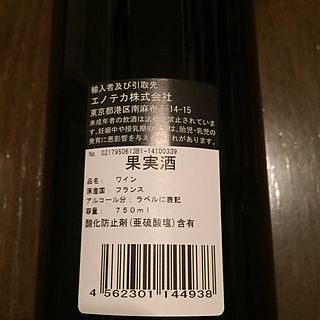 輸入者及び引取先
エノテカ株式会社
東京都港区南麻布5-14-15
未成年者の飲酒は法律で禁止されています。
妊娠中や授乳期の飲酒は、胎児・乳児の
発育に悪影響を与えるおそれがあります。
No. 021795061381-14100339
果実酒
品名: ワイン
原産国: フランス
アルコール分: ラベルに表記
容量: 750ml
酸化防止剤(亜硫酸塩)含有
4 562301 144938